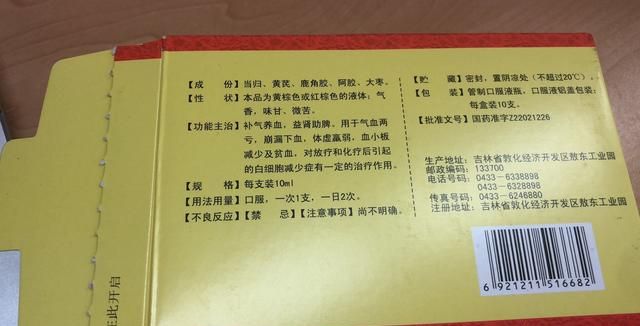 【成　份】当归、黄芪、鹿角胶、阿胶、大枣。
【性　状】本品为黄棕色或红棕色的液体；气
香，味甘、微苦。
【功能主治】补气养血，益肾助脾。用于气血两
亏，崩漏下血，体虚羸弱，血小板
减少及贫血，对放疗和化疗后引起
的白细胞减少症有一定的治疗作用。
【规　格】每支装10ml
【用法用量】口服，一次1支，一日2次。
【不良反应】【禁　忌】【注意事项】尚不明确。
【贮　藏】密封，置阴凉处（不超过20℃）。
【包　装】管制口服液瓶，口服液铝盖包装；
每盒装10支。
【批准文号】国药准字Z22021226
生产地址：吉林省敦化经济开发区敖东工业园
邮政编码：133700
电话号码：0433－6338898
0433－6328898
传真号码：0433－6246880
注册地址：吉林省敦化经济开发区敖东工业园
6 921211 516682
在此开启